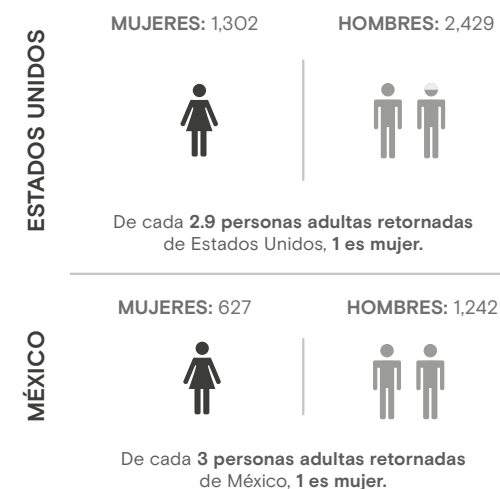 ESTADOS UNIDOS
MUJERES: 1,302
HOMBRES: 2,429
De cada 2.9 personas adultas retornadas
de Estados Unidos, 1 es mujer.
MÉXICO
MUJERES: 627
HOMBRES: 1,242
De cada 3 personas adultas retornadas
de México, 1 es mujer.